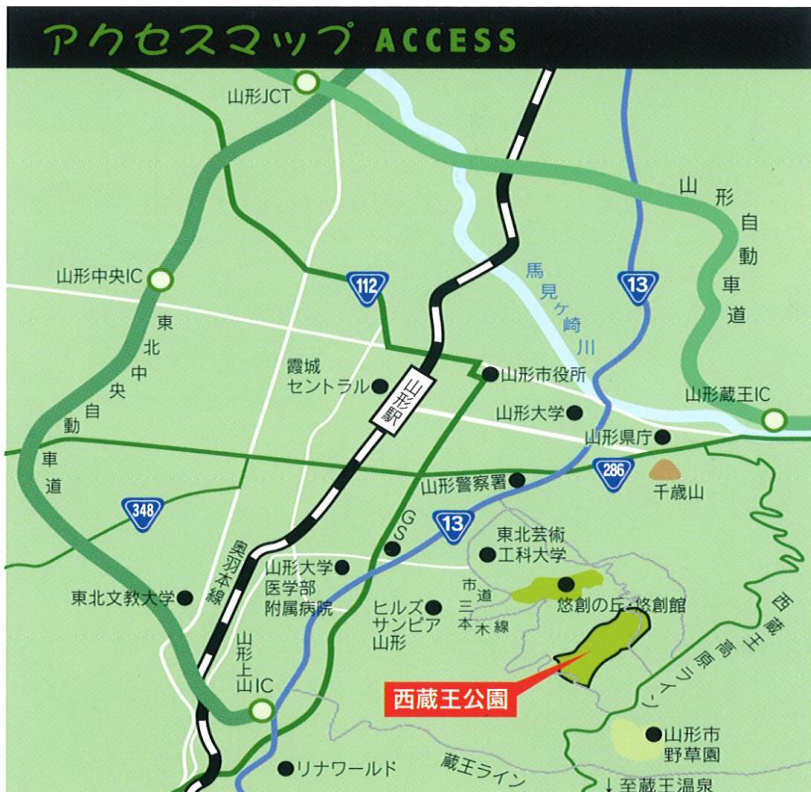 アクセスマップ ACCESS
山形JCT
山形自動車道
山形中央IC
112
馬見ヶ崎川
13
東北中央自動車道
霞城
セントラル
山形駅
山形市役所
山形大学
山形蔵王IC
山形県庁
286
千歳山
山形警察署
348
13
GS
奥羽本線
東北芸術
工科大学
山形大学
医学部
附属病院
東北文教大学
市道
三本木線
悠創の丘・悠創館
ヒルズ
サンピア
山形
西蔵王高原ライン
山形上
山IC
西蔵王公園
山形市
野草園
リナワールド
蔵王ライン
↓至蔵王温泉